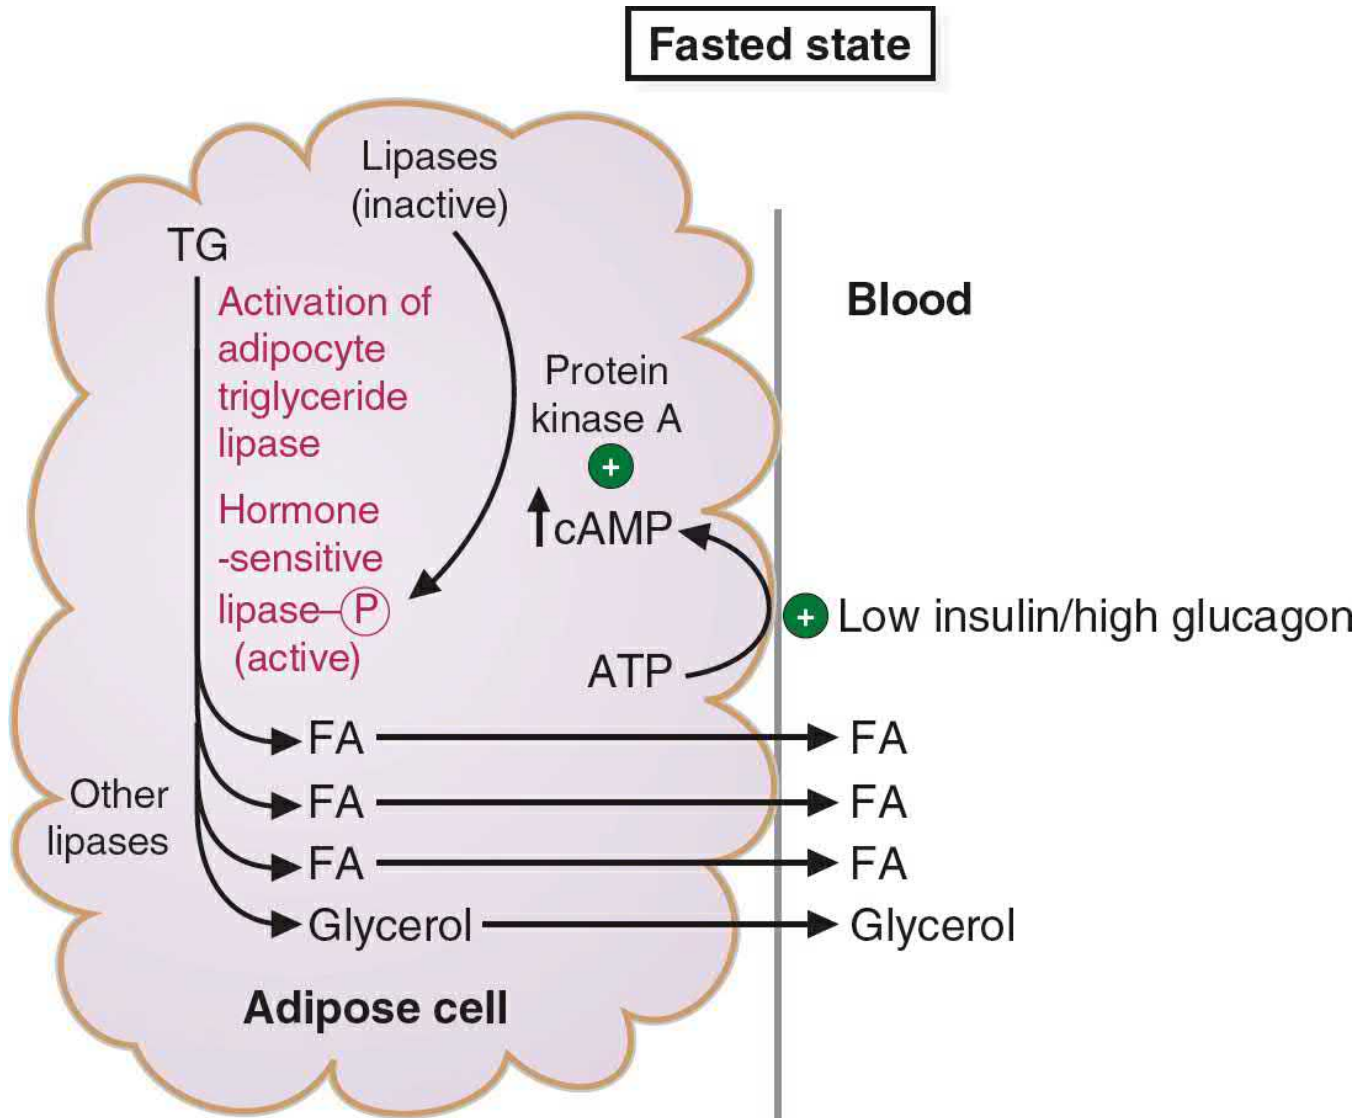 Fasted state
Lipases
(inactive)
TG
Activation of
adipocyte
triglyceride
lipase
Hormone
-sensitive
lipase–P
(active)
Protein
kinase A
+
↑cAMP
ATP
Blood
+ Low insulin/high glucagon
FA FA
FA FA
Other
lipases
FA FA
Glycerol Glycerol
Adipose cell